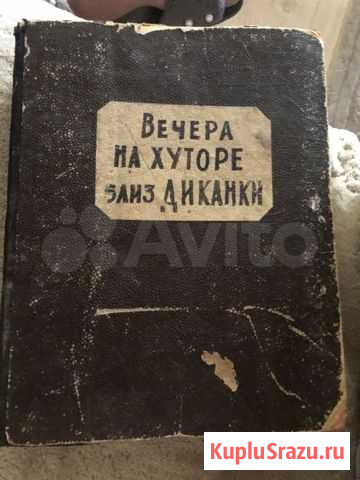 Вечера
на хуторе
близ Диканки
Avito
KupluSrazu.ru